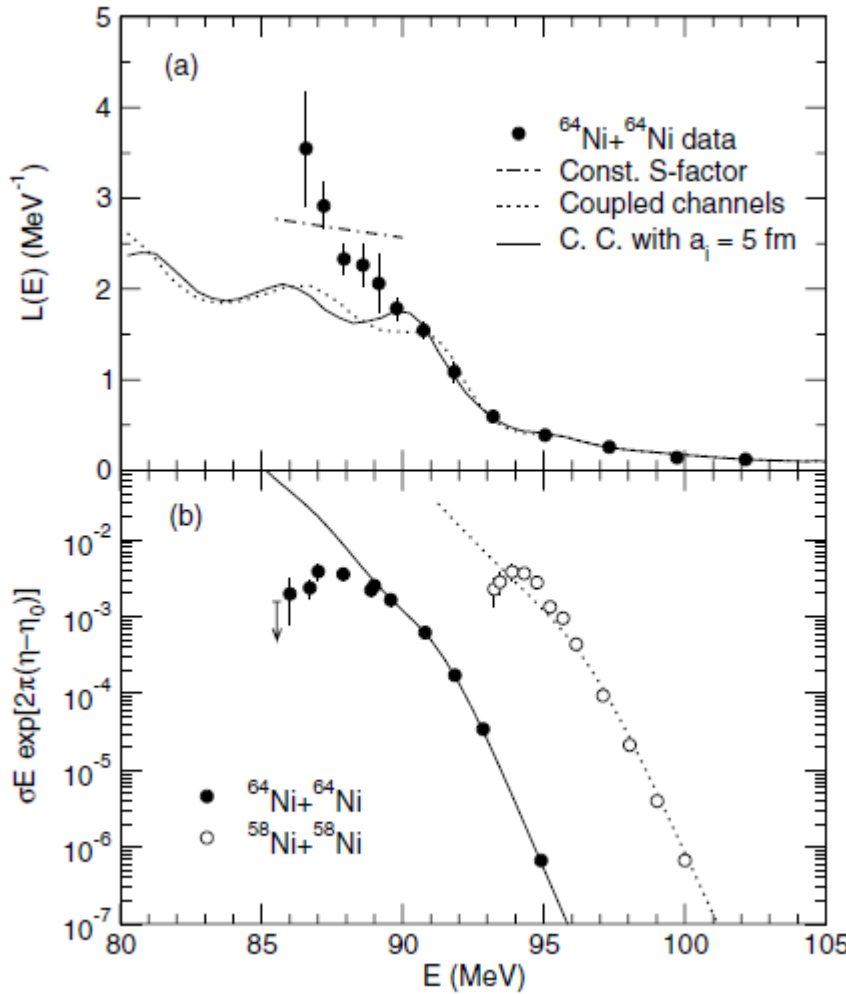 5
4
3
2
1
0
L(E) (MeV⁻¹)
(a)
⁶⁴Ni+⁶⁴Ni data
Const. S-factor
Coupled channels
C. C. with aᵢ = 5 fm
10⁻²
10⁻³
10⁻⁴
10⁻⁵
10⁻⁶
10⁻⁷
σE exp[2π(η−η₀)]
(b)
⁶⁴Ni+⁶⁴Ni
⁵⁸Ni+⁵⁸Ni
80 85 90 95 100 105
E (MeV)